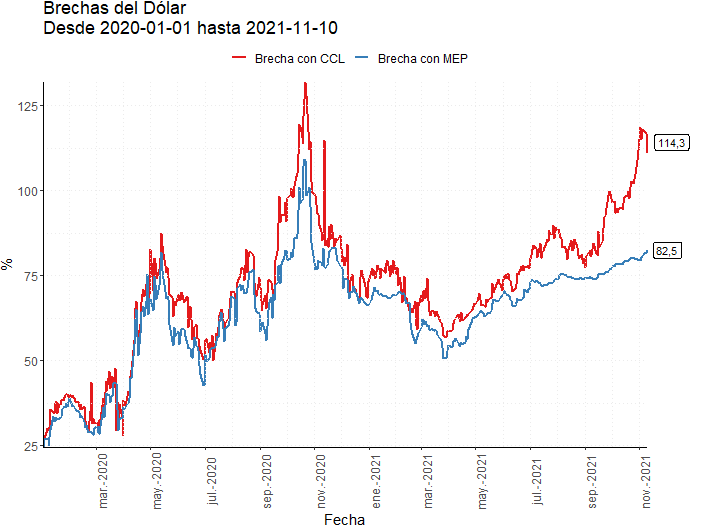 Brechas del Dólar
Desde 2020-01-01 hasta 2021-11-10
Brecha con CCL
Brecha con MEP
%
125
100
75
50
25
114,3
82,5
mar.-2020
may.-2020
jul.-2020
sep.-2020
nov.-2020
ene.-2021
mar.-2021
may.-2021
jul.-2021
sep.-2021
nov.-2021
Fecha